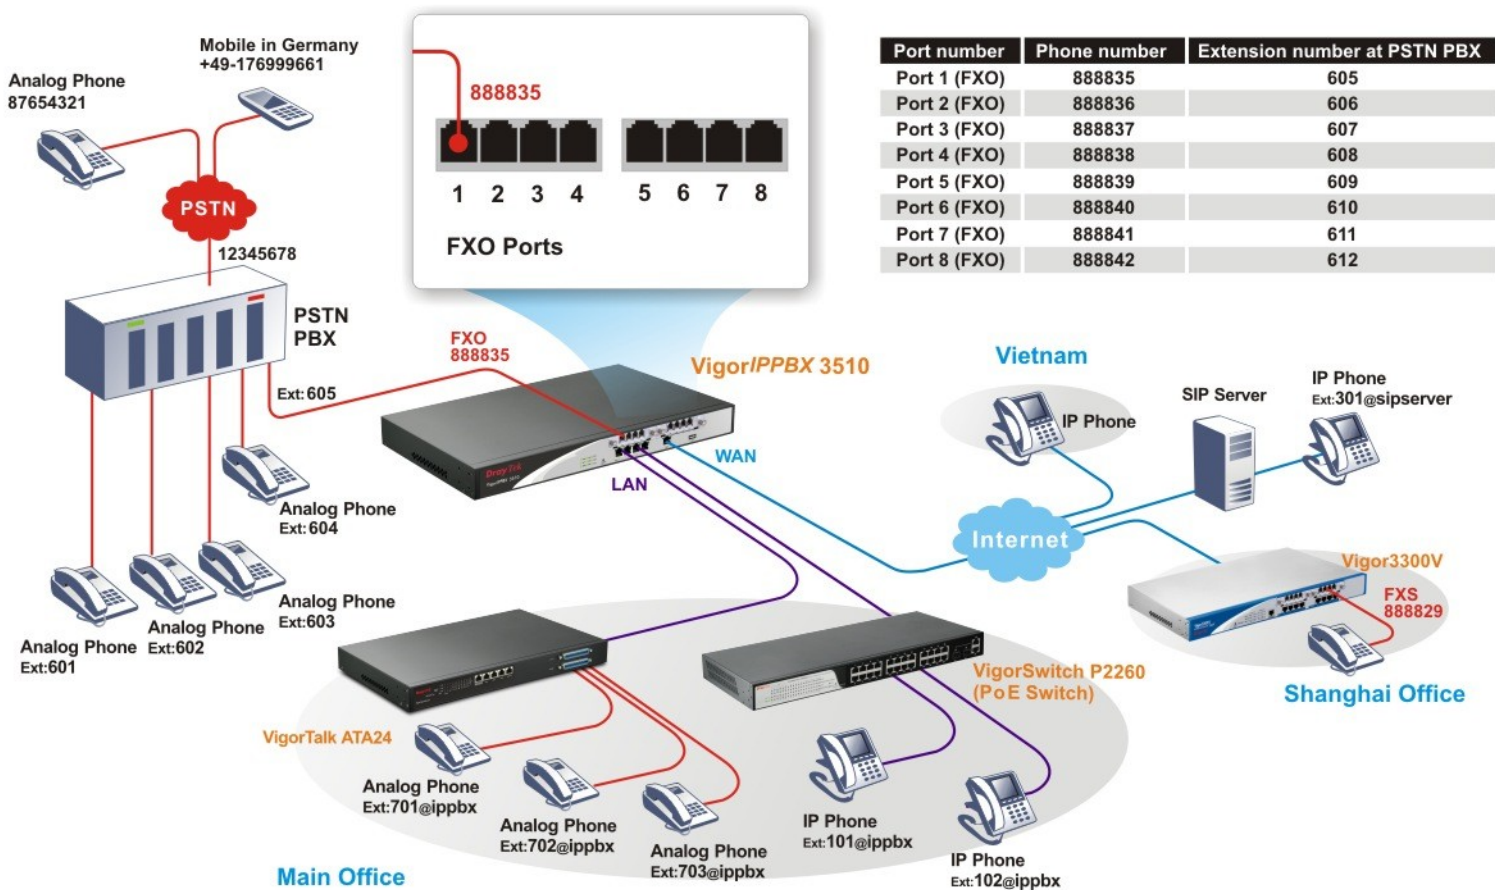 Mobile in Germany
+49-176999661
Analog Phone
87654321
PSTN
12345678
PSTN
PBX
Ext:605
888835
1 2 3 4 5 6 7 8
FXO Ports
Port number Phone number Extension number at PSTN PBX
Port 1 (FXO) 888835 605
Port 2 (FXO) 888836 606
Port 3 (FXO) 888837 607
Port 4 (FXO) 888838 608
Port 5 (FXO) 888839 609
Port 6 (FXO) 888840 610
Port 7 (FXO) 888841 611
Port 8 (FXO) 888842 612
FXO
888835
VigorIPPBX 3510
Dray Tek
VigorIPPBX 3510
WAN
LAN
Vietnam
IP Phone
SIP Server
IP Phone
Ext:301@sipserver
Internet
Vigor3300V
FXS
888829
Shanghai Office
Analog Phone
Ext:604
Analog Phone
Ext:603
Analog Phone
Ext:602
Analog Phone
Ext:601
VigorTalk ATA24
VigorSwitch P2260
(PoE Switch)
Analog Phone
Ext:701@ippbx
Analog Phone
Ext:702@ippbx
Analog Phone
Ext:703@ippbx
IP Phone
Ext:101@ippbx
IP Phone
Ext:102@ippbx
Main Office